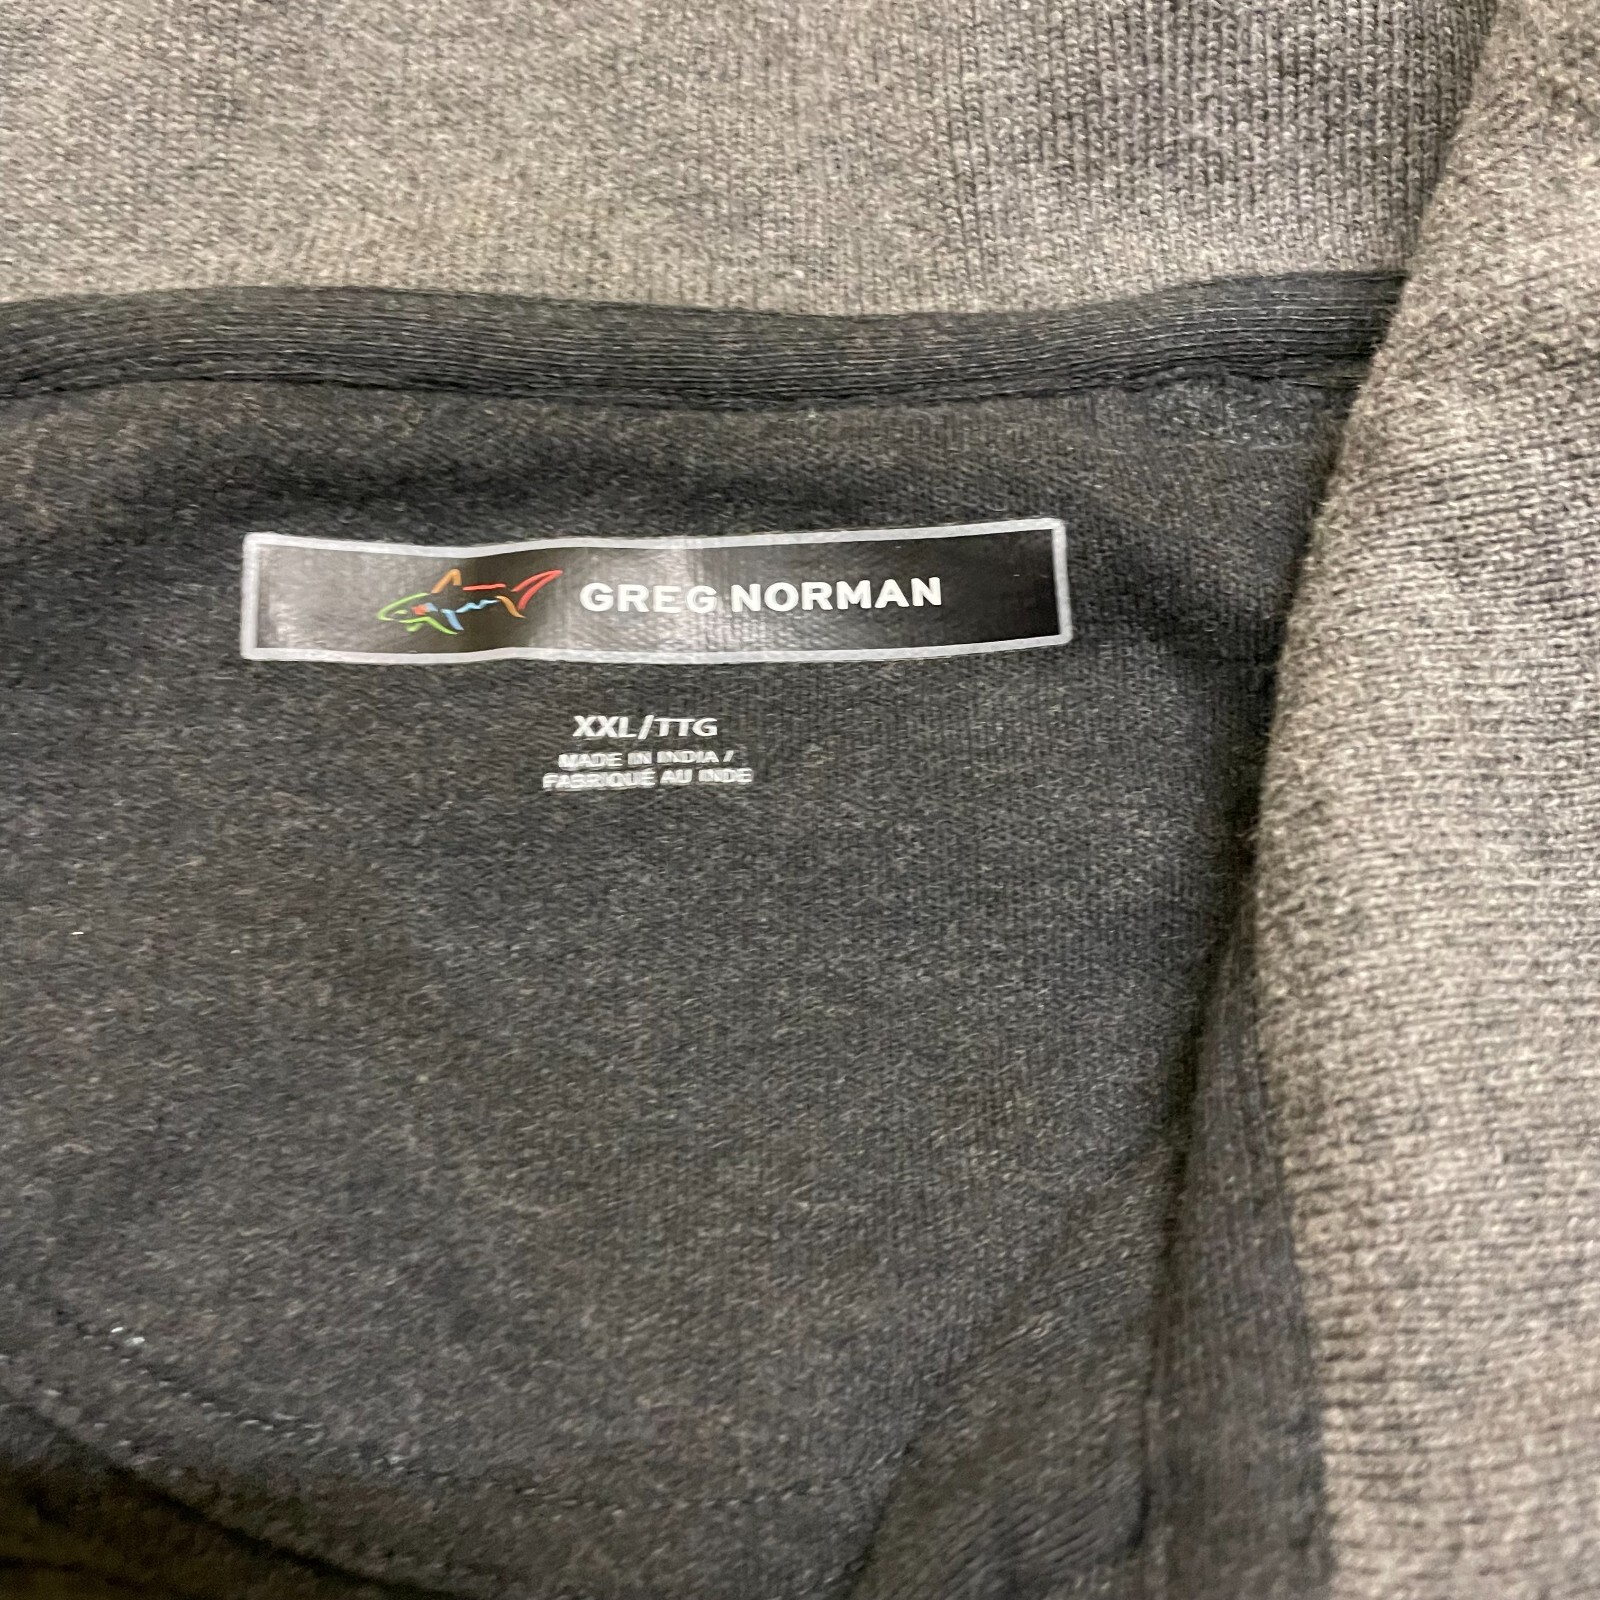 GREG NORMAN
XXL/TTG
MADE IN INDIA /
FABRIQUÉ AU INDE